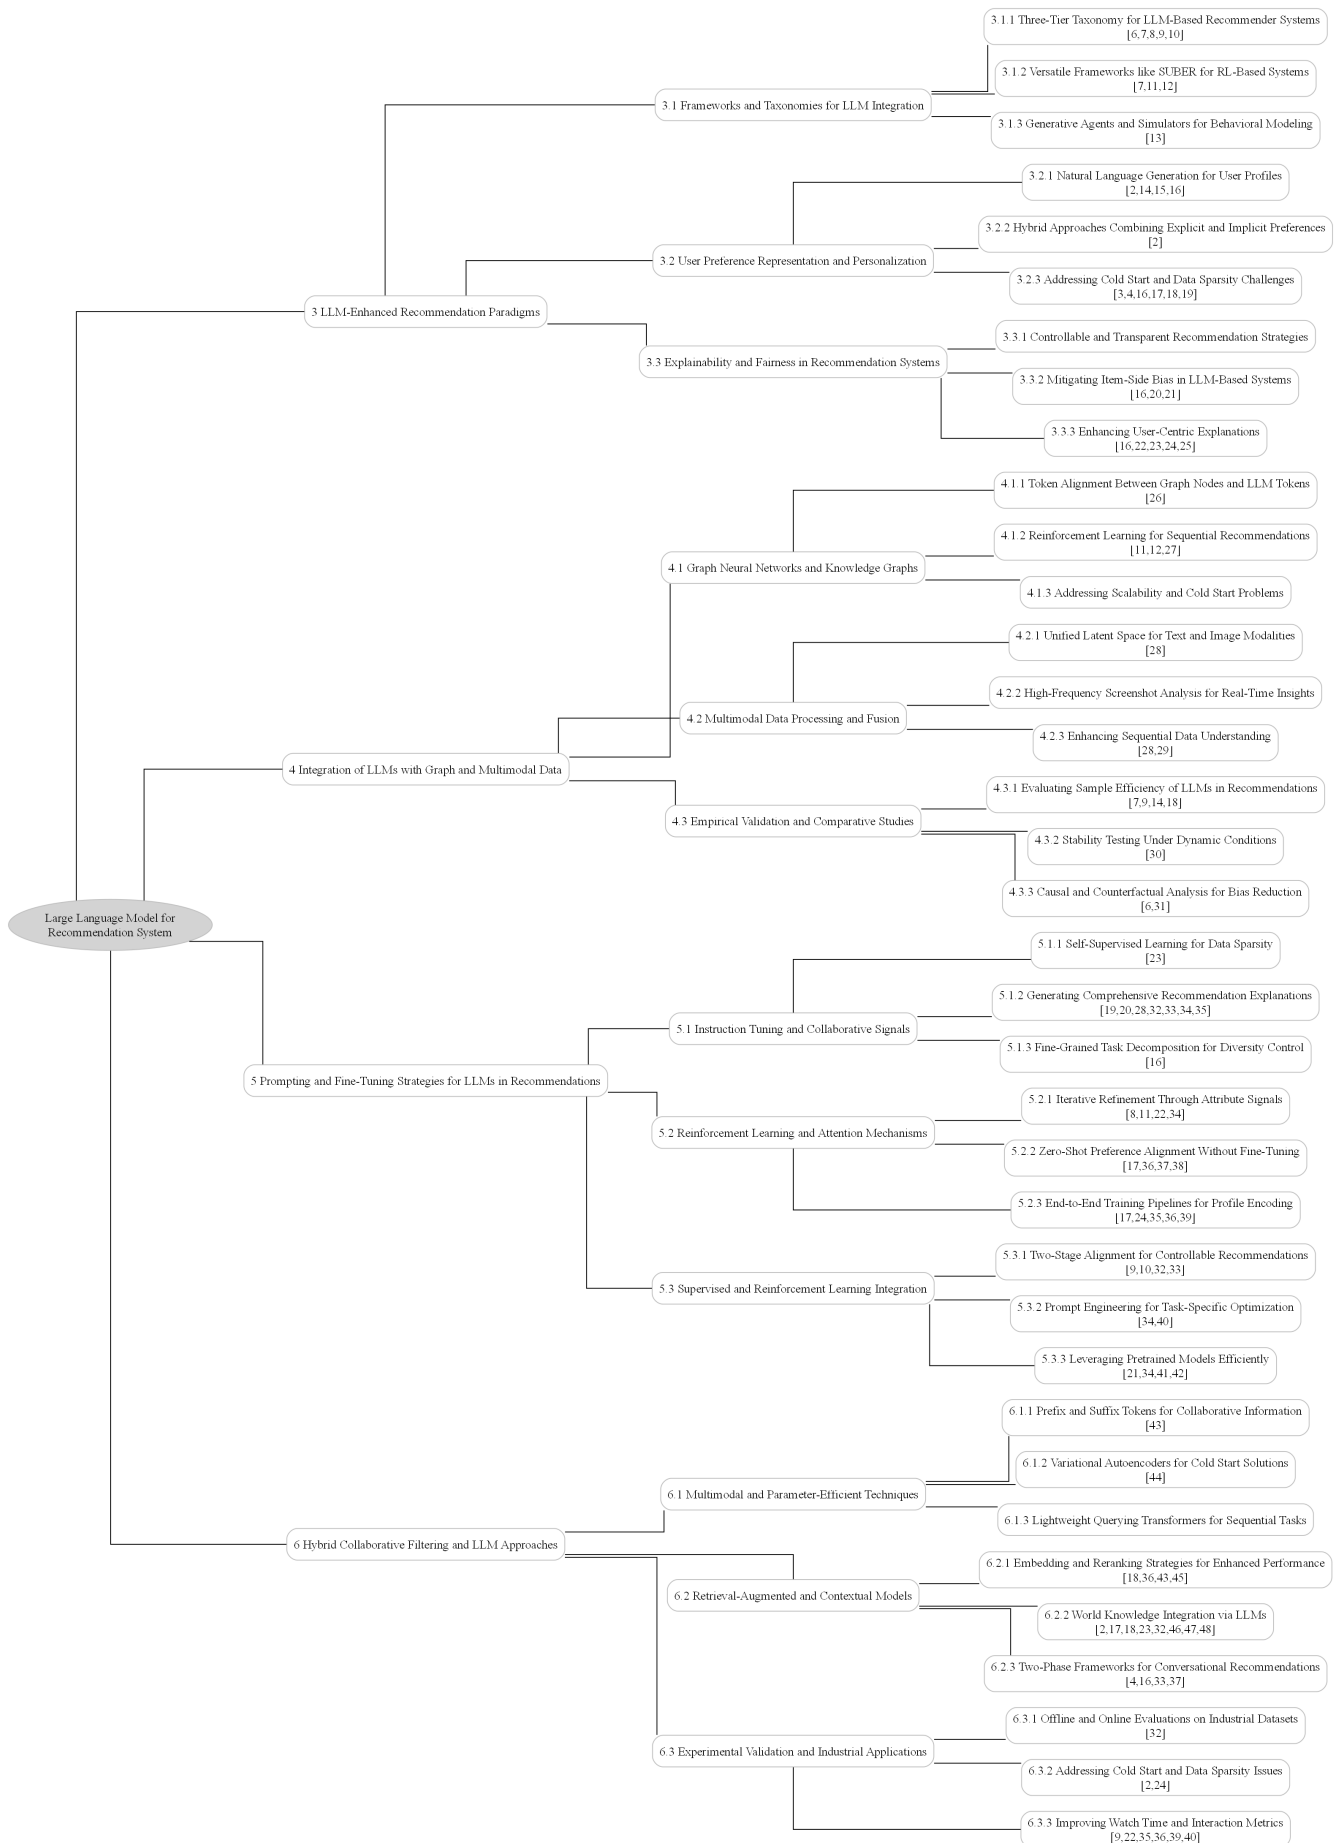 Large Language Model for
Recommendation System
3 LLM-Enhanced Recommendation Paradigms
3.1 Frameworks and Taxonomies for LLM Integration
3.1.1 Three-Tier Taxonomy for LLM-Based Recommender Systems
[6,7,8,9,10]
3.1.2 Versatile Frameworks like SUBER for RL-Based Systems
[7,11,12]
3.1.3 Generative Agents and Simulators for Behavioral Modeling
[13]
3.2 User Preference Representation and Personalization
3.2.1 Natural Language Generation for User Profiles
[2,14,15,16]
3.2.2 Hybrid Approaches Combining Explicit and Implicit Preferences
[2]
3.2.3 Addressing Cold Start and Data Sparsity Challenges
[3,4,16,17,18,19]
3.3 Explainability and Fairness in Recommendation Systems
3.3.1 Controllable and Transparent Recommendation Strategies
3.3.2 Mitigating Item-Side Bias in LLM-Based Systems
[16,20,21]
3.3.3 Enhancing User-Centric Explanations
[16,22,23,24,25]
4 Integration of LLMs with Graph and Multimodal Data
4.1 Graph Neural Networks and Knowledge Graphs
4.1.1 Token Alignment Between Graph Nodes and LLM Tokens
[26]
4.1.2 Reinforcement Learning for Sequential Recommendations
[11,12,27]
4.1.3 Addressing Scalability and Cold Start Problems
4.2 Multimodal Data Processing and Fusion
4.2.1 Unified Latent Space for Text and Image Modalities
[28]
4.2.2 High-Frequency Screenshot Analysis for Real-Time Insights
4.2.3 Enhancing Sequential Data Understanding
[28,29]
4.3 Empirical Validation and Comparative Studies
4.3.1 Evaluating Sample Efficiency of LLMs in Recommendations
[7,9,14,18]
4.3.2 Stability Testing Under Dynamic Conditions
[30]
4.3.3 Causal and Counterfactual Analysis for Bias Reduction
[6,31]
5 Prompting and Fine-Tuning Strategies for LLMs in Recommendations
5.1 Instruction Tuning and Collaborative Signals
5.1.1 Self-Supervised Learning for Data Sparsity
[23]
5.1.2 Generating Comprehensive Recommendation Explanations
[19,20,28,32,33,34,35]
5.1.3 Fine-Grained Task Decomposition for Diversity Control
[16]
5.2 Reinforcement Learning and Attention Mechanisms
5.2.1 Iterative Refinement Through Attribute Signals
[8,11,22,34]
5.2.2 Zero-Shot Preference Alignment Without Fine-Tuning
[17,36,37,38]
5.2.3 End-to-End Training Pipelines for Profile Encoding
[17,24,35,36,39]
5.3 Supervised and Reinforcement Learning Integration
5.3.1 Two-Stage Alignment for Controllable Recommendations
[9,10,32,33]
5.3.2 Prompt Engineering for Task-Specific Optimization
[34,40]
5.3.3 Leveraging Pretrained Models Efficiently
[21,34,41,42]
6 Hybrid Collaborative Filtering and LLM Approaches
6.1 Multimodal and Parameter-Efficient Techniques
6.1.1 Prefix and Suffix Tokens for Collaborative Information
[43]
6.1.2 Variational Autoencoders for Cold Start Solutions
[44]
6.1.3 Lightweight Querying Transformers for Sequential Tasks
6.2 Retrieval-Augmented and Contextual Models
6.2.1 Embedding and Reranking Strategies for Enhanced Performance
[18,36,43,45]
6.2.2 World Knowledge Integration via LLMs
[2,17,18,23,32,46,47,48]
6.2.3 Two-Phase Frameworks for Conversational Recommendations
[4,16,33,37]
6.3 Experimental Validation and Industrial Applications
6.3.1 Offline and Online Evaluations on Industrial Datasets
[32]
6.3.2 Addressing Cold Start and Data Sparsity Issues
[2,24]
6.3.3 Improving Watch Time and Interaction Metrics
[9,22,35,36,39,40]